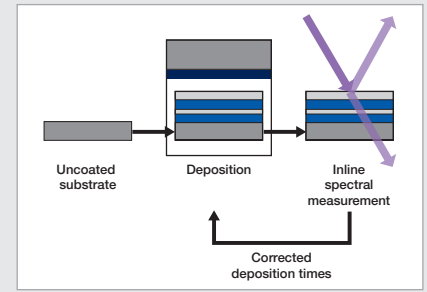 Uncoated
substrate
Deposition
Inline
spectral
measurement
Corrected
deposition times